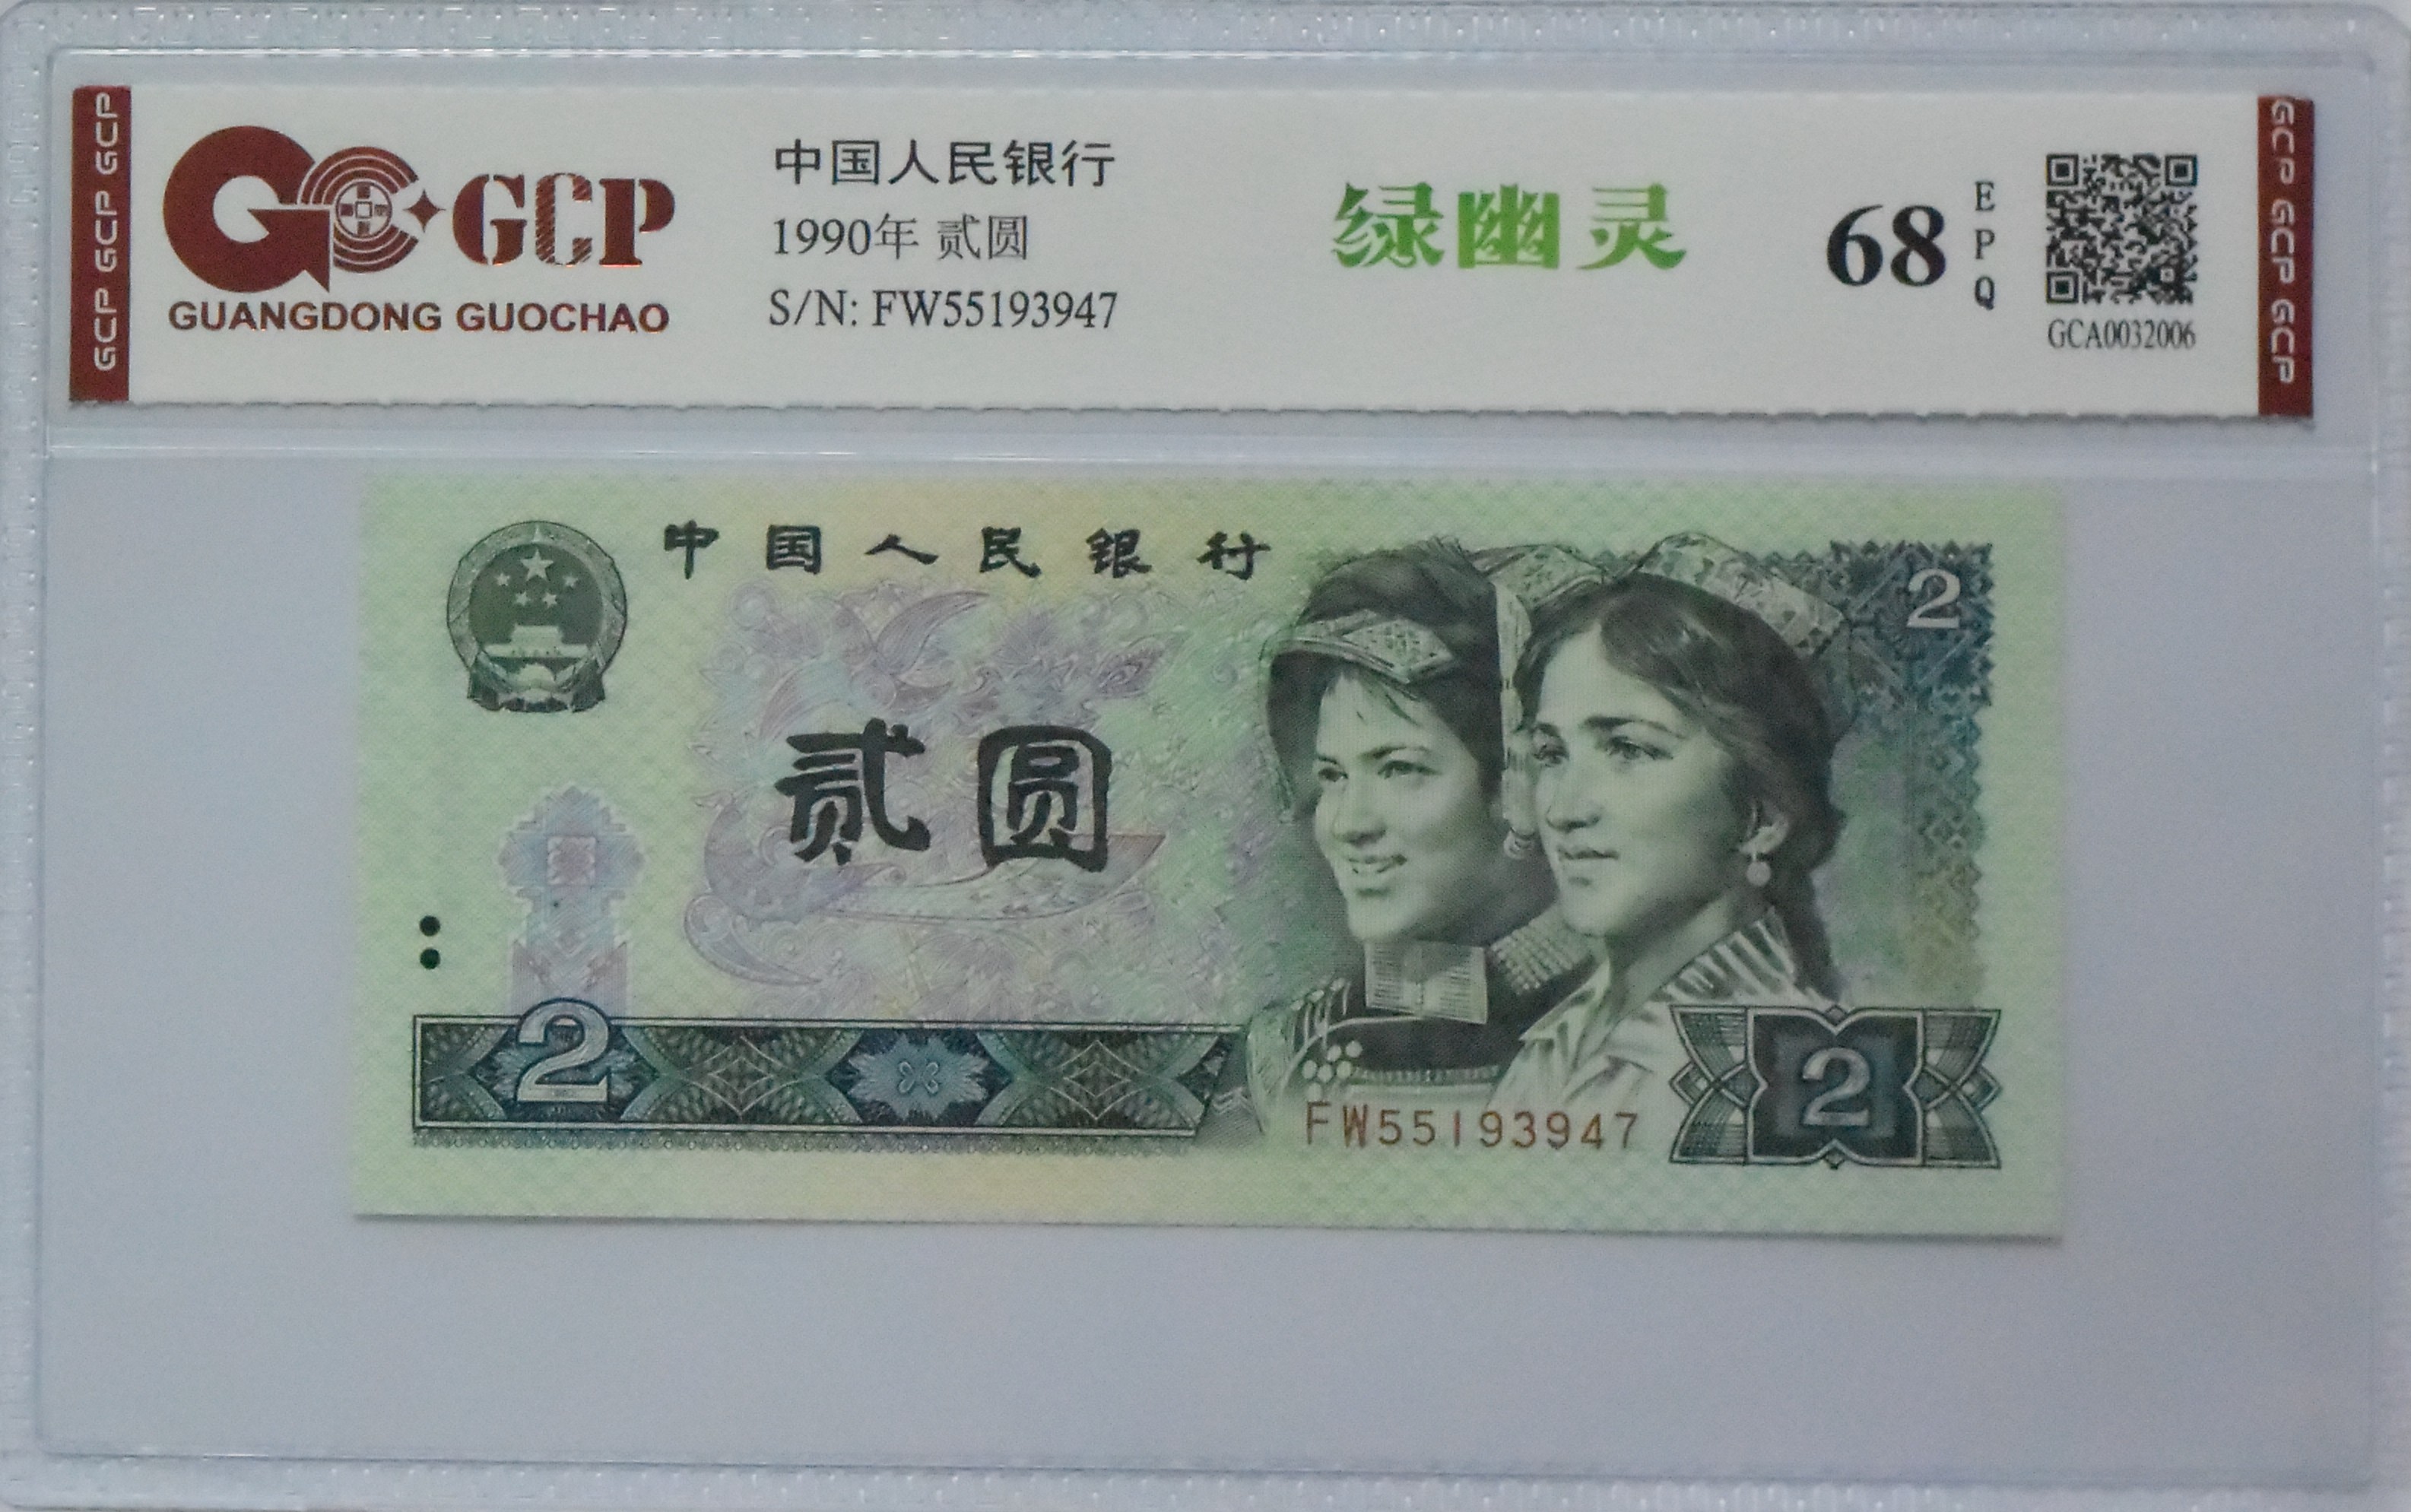 GCP GCP GCP
GCP
GUANGDONG GUOCHAO
中国人民银行
1990年 贰圆
S/N: FW55193947
绿幽灵
68
EPQ
GCA0032006
GCP GCP GCP
中国人民银行
2
贰圆
2
FW55193947
2